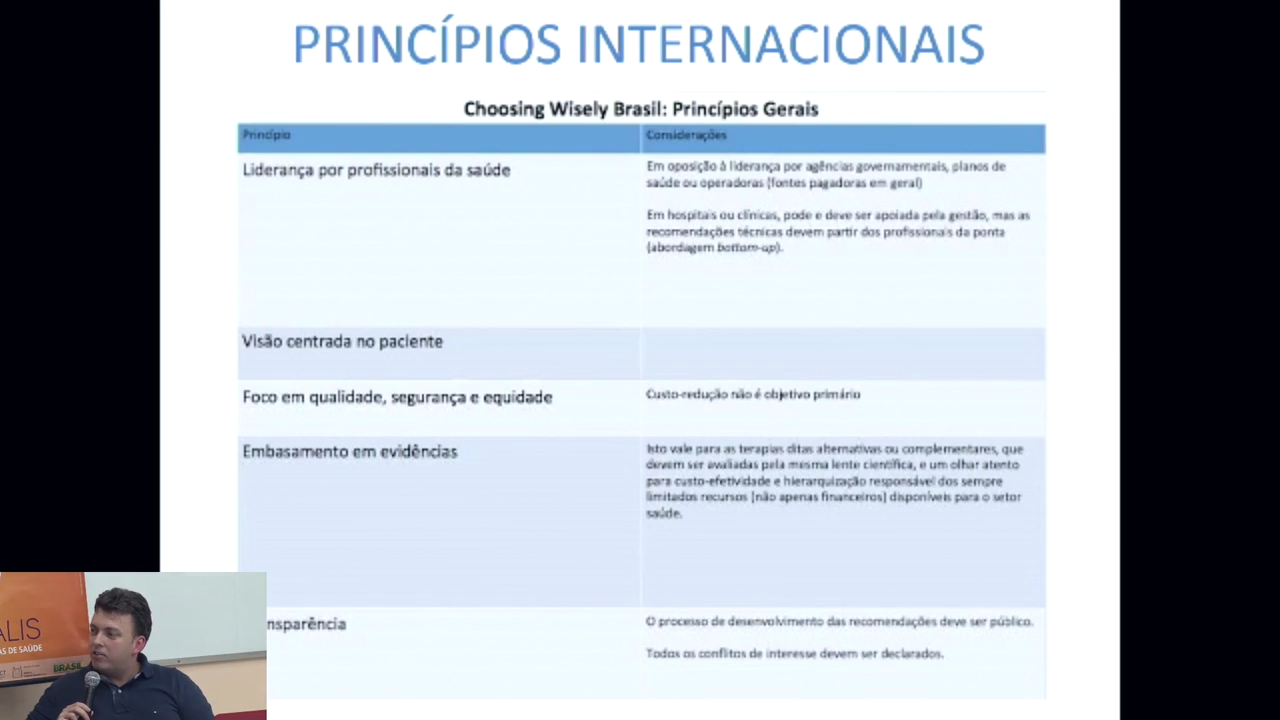 PRINCÍPIOS INTERNACIONAIS
Choosing Wisely Brasil: Princípios Gerais
Princípio
Considerações
Liderança por profissionais da saúde
Em oposição à liderança por agências governamentais, planos de
saúde ou operadoras (fontes pagadoras em geral)
Em hospitais ou clínicas, pode e deve ser apoiada pela gestão, mas as
recomendações técnicas devem partir dos profissionais da ponta
(abordagem bottom-up).
Visão centrada no paciente
Foco em qualidade, segurança e equidade
Custo-redução não é objetivo primário
Embasamento em evidências
Isto vale para as terapias ditas alternativas ou complementares, que
devem ser avaliadas pela mesma lente científica, e um olhar atento
para custo-efetividade e hierarquização responsável dos sempre
limitados recursos (não apenas financeiros) disponíveis para o setor
saúde.
nsparência
O processo de desenvolvimento das recomendações deve ser público.
Todos os conflitos de interesse devem ser declarados.
ALIS
AS DE SAÚDE
BRASIL